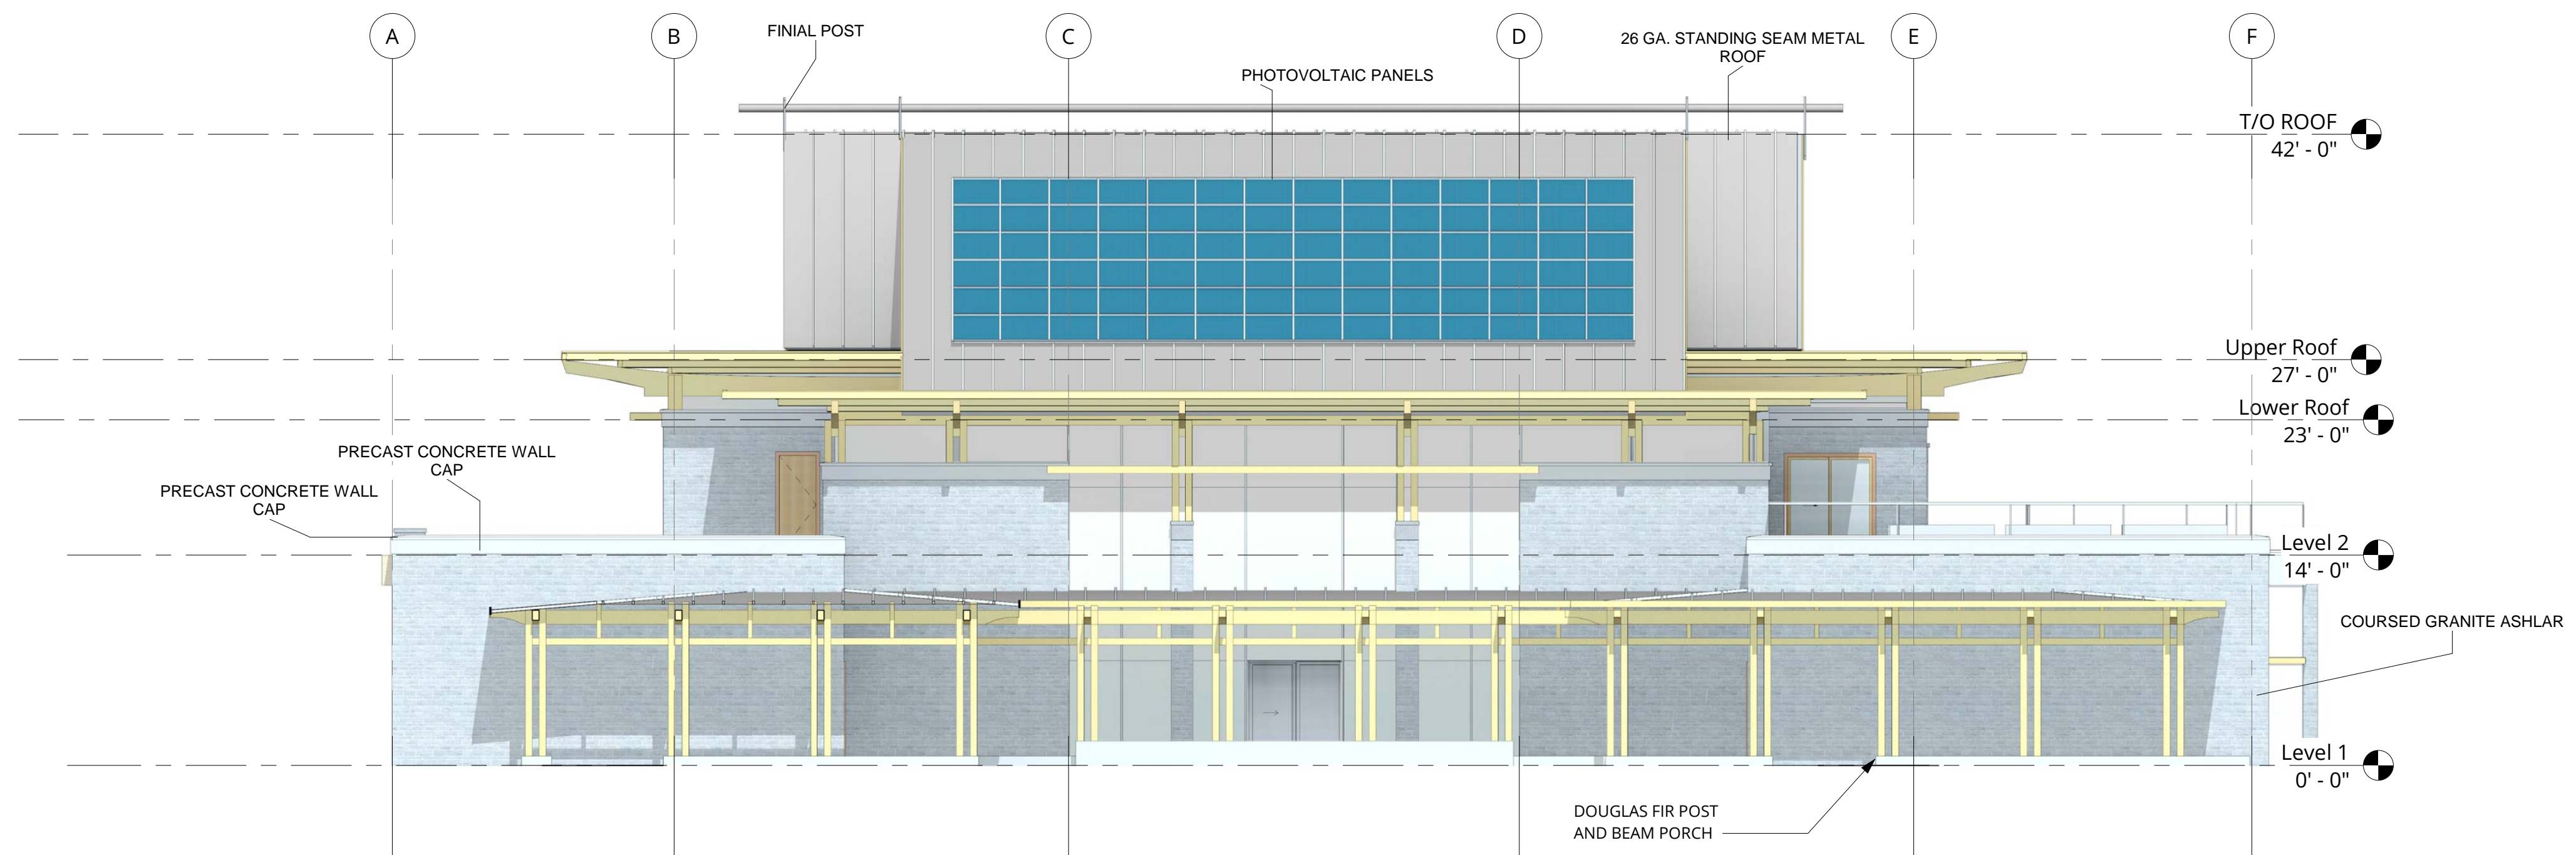 A
B
C
D
E
F
FINIAL POST
26 GA. STANDING SEAM METAL
ROOF
PHOTOVOLTAIC PANELS
T/O ROOF
42' - 0"
Upper Roof
27' - 0"
Lower Roof
23' - 0"
PRECAST CONCRETE WALL
CAP
PRECAST CONCRETE WALL
CAP
Level 2
14' - 0"
COURSED GRANITE ASHLAR
Level 1
0' - 0"
DOUGLAS FIR POST
AND BEAM PORCH